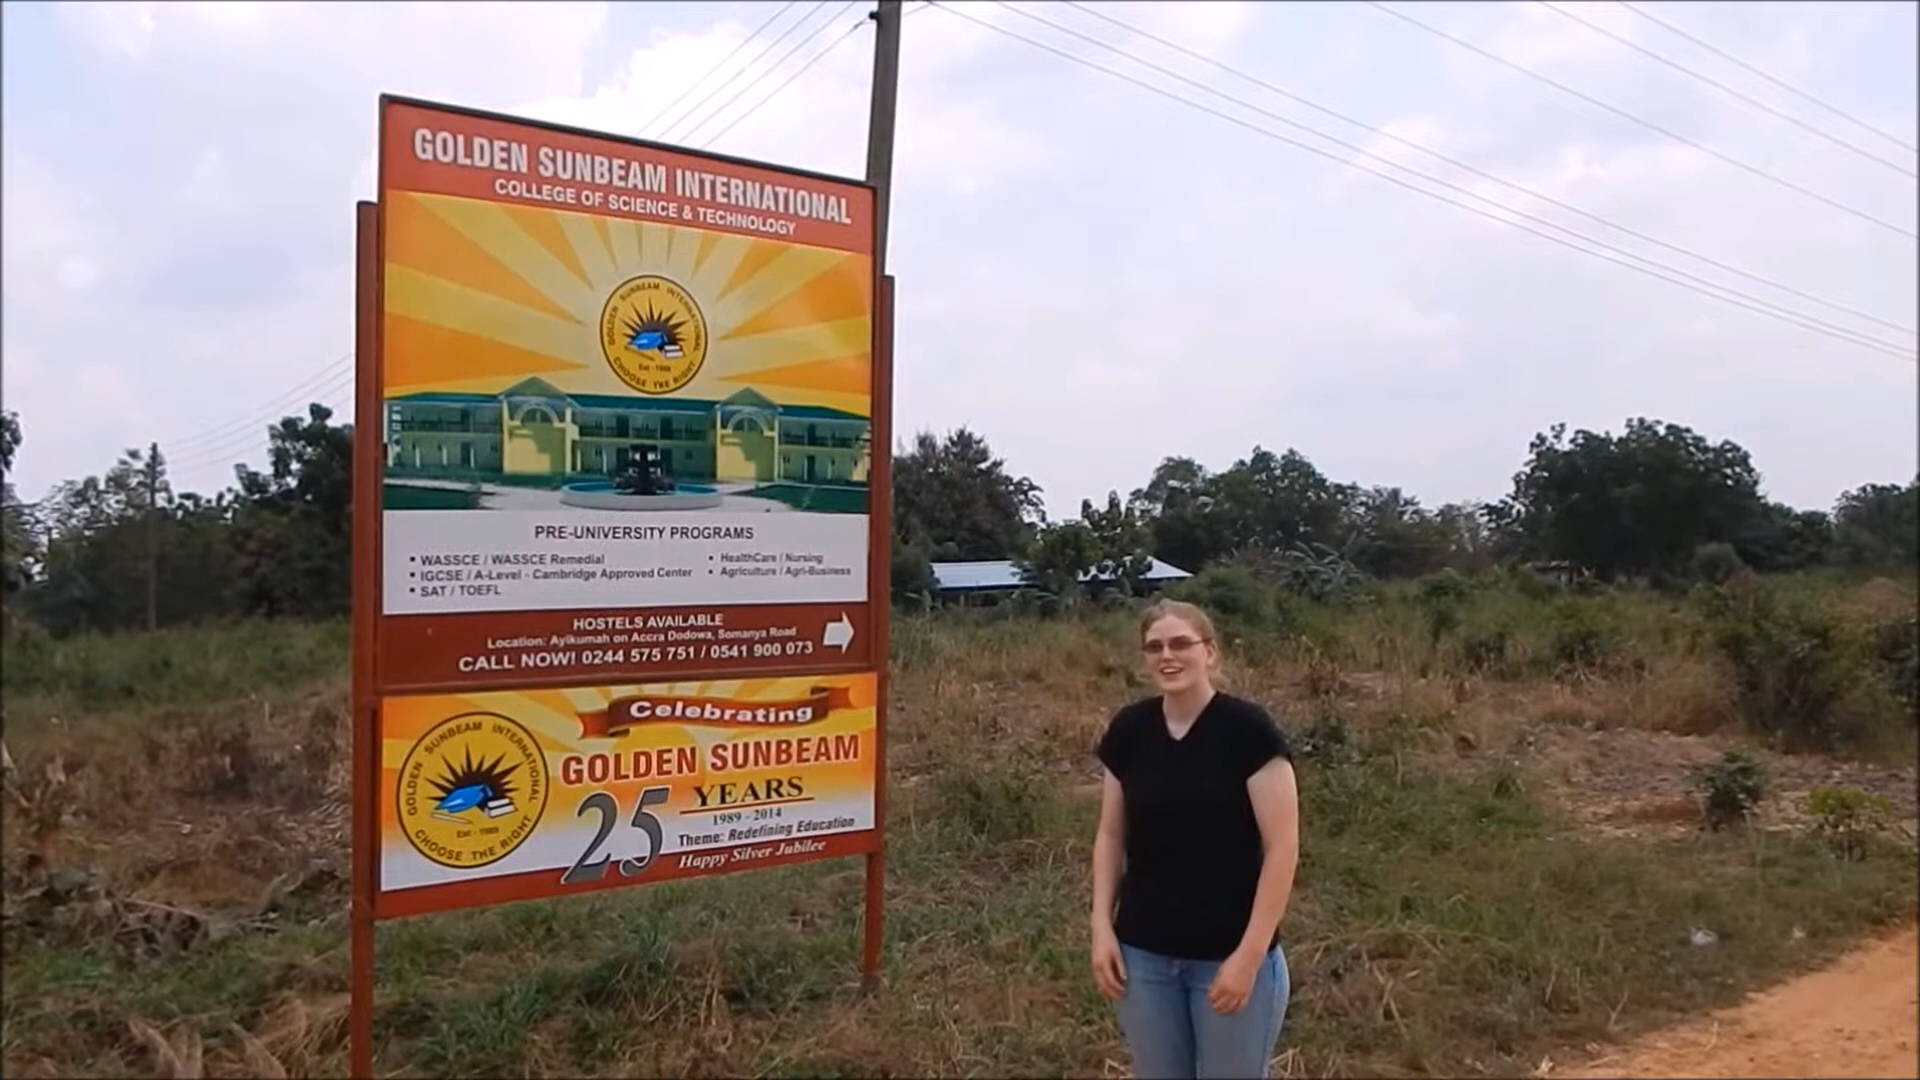 GOLDEN SUNBEAM INTERNATIONAL
COLLEGE OF SCIENCE & TECHNOLOGY
GOLDEN SUNBEAM INTERNATIONAL
Est - 1989
CHOOSE THE RIGHT
PRE-UNIVERSITY PROGRAMS
▪ WASSCE / WASSCE Remedial
▪ IGCSE / A-Level - Cambridge Approved Center
▪ SAT / TOEFL
▪ HealthCare / Nursing
▪ Agriculture / Agri-Business
HOSTELS AVAILABLE
Location: Ayikumah on Accra Dodowa, Somanya Road
CALL NOW! 0244 575 751 / 0541 900 073
GOLDEN SUNBEAM INTERNATIONAL
Est - 1989
CHOOSE THE RIGHT
Celebrating
GOLDEN SUNBEAM
25 YEARS
1989 - 2014
Theme: Redefining Education
Happy Silver Jubilee